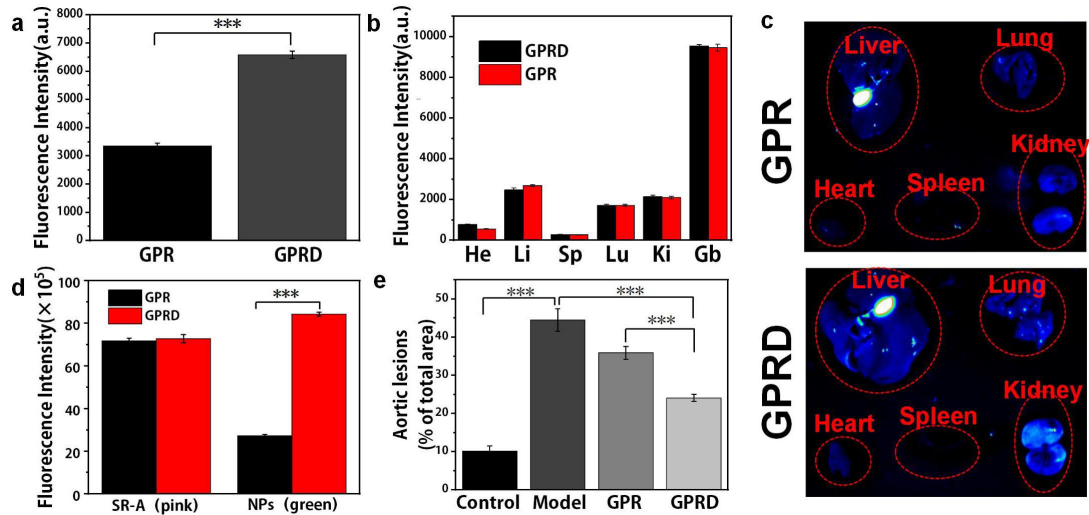 a
Fluorescence Intensity(a.u.)
8000
7000
6000
5000
4000
3000
2000
1000
0
***
GPR GPRD
b
Fluorescence Intensity(a.u.)
10000
8000
6000
4000
2000
0
GPRD
GPR
He Li Sp Lu Ki Gb
c
GPR
Liver
Lung
Kidney
Heart
Spleen
GPRD
Liver
Lung
Kidney
Heart
Spleen
d
Fluorescence Intensity(×10⁵)
100
80
60
40
20
0
GPR
GPRD
***
SR-A (pink) NPs (green)
e
Aortic lesions
(% of total area)
50
40
30
20
10
0
*** ***
***
Control Model GPR GPRD